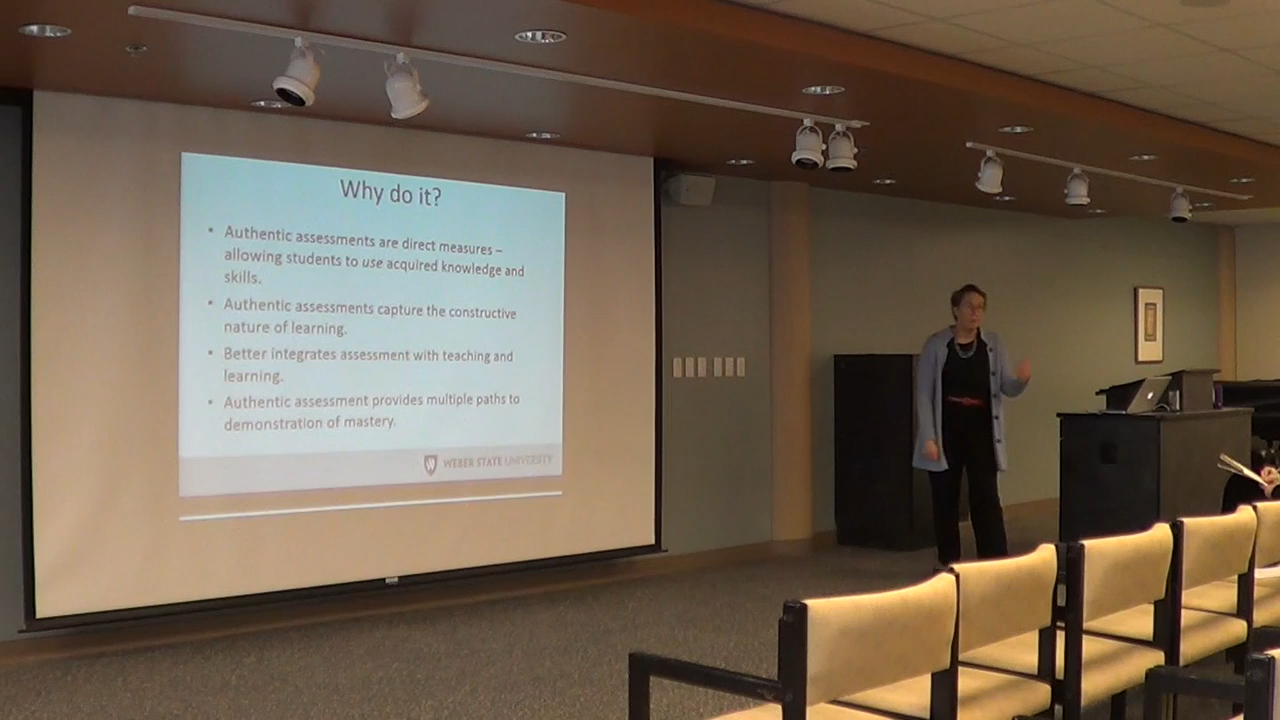 Why do it?
• Authentic assessments are direct measures –
allowing students to use acquired knowledge and
skills.
• Authentic assessments capture the constructive
nature of learning.
• Better integrates assessment with teaching and
learning.
• Authentic assessment provides multiple paths to
demonstration of mastery.
WEBER STATE UNIVERSITY